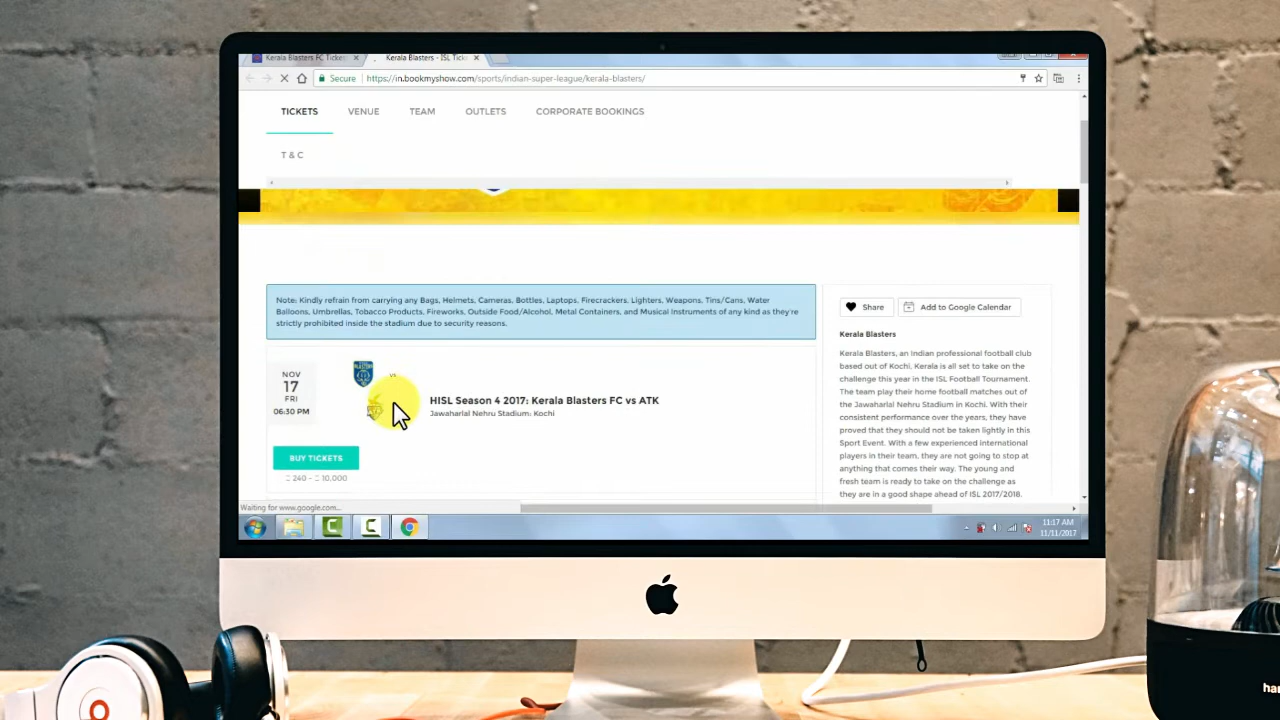 Kerala Blasters FC Ticke
Kerala Blasters - ISL Tick
Secure
https://in.bookmyshow.com/sports/indian-super-league/kerala-blasters/
TICKETS
VENUE
TEAM
OUTLETS
CORPORATE BOOKINGS
T & C
Note: Kindly refrain from carrying any Bags, Helmets, Cameras, Bottles, Laptops, Firecrackers, Lighters, Weapons, Tins/Cans, Water
Balloons, Umbrellas, Tobacco Products, Fireworks, Outside Food/Alcohol, Metal Containers, and Musical Instruments of any kind as they're
strictly prohibited inside the stadium due to security reasons.
NOV
17
FRI
06:30 PM
vs
HISL Season 4 2017: Kerala Blasters FC vs ATK
Jawaharlal Nehru Stadium: Kochi
BUY TICKETS
240 - 10,000
Share
Add to Google Calendar
Kerala Blasters
Kerala Blasters, an Indian professional football club
based out of Kochi, Kerala is all set to take on the
challenge this year in the ISL Football Tournament.
The team play their home football matches out of
the Jawaharlal Nehru Stadium in Kochi. With their
consistent performance over the years, they have
proved that they should not be taken lightly in this
Sport Event. With a few experienced international
players in their team, they are not going to stop at
anything that comes their way. The young and
fresh team is ready to take on the challenge as
they are in a good shape ahead of ISL 2017/2018.
Waiting for www.google.com...
11:17 AM
11/11/2017
har